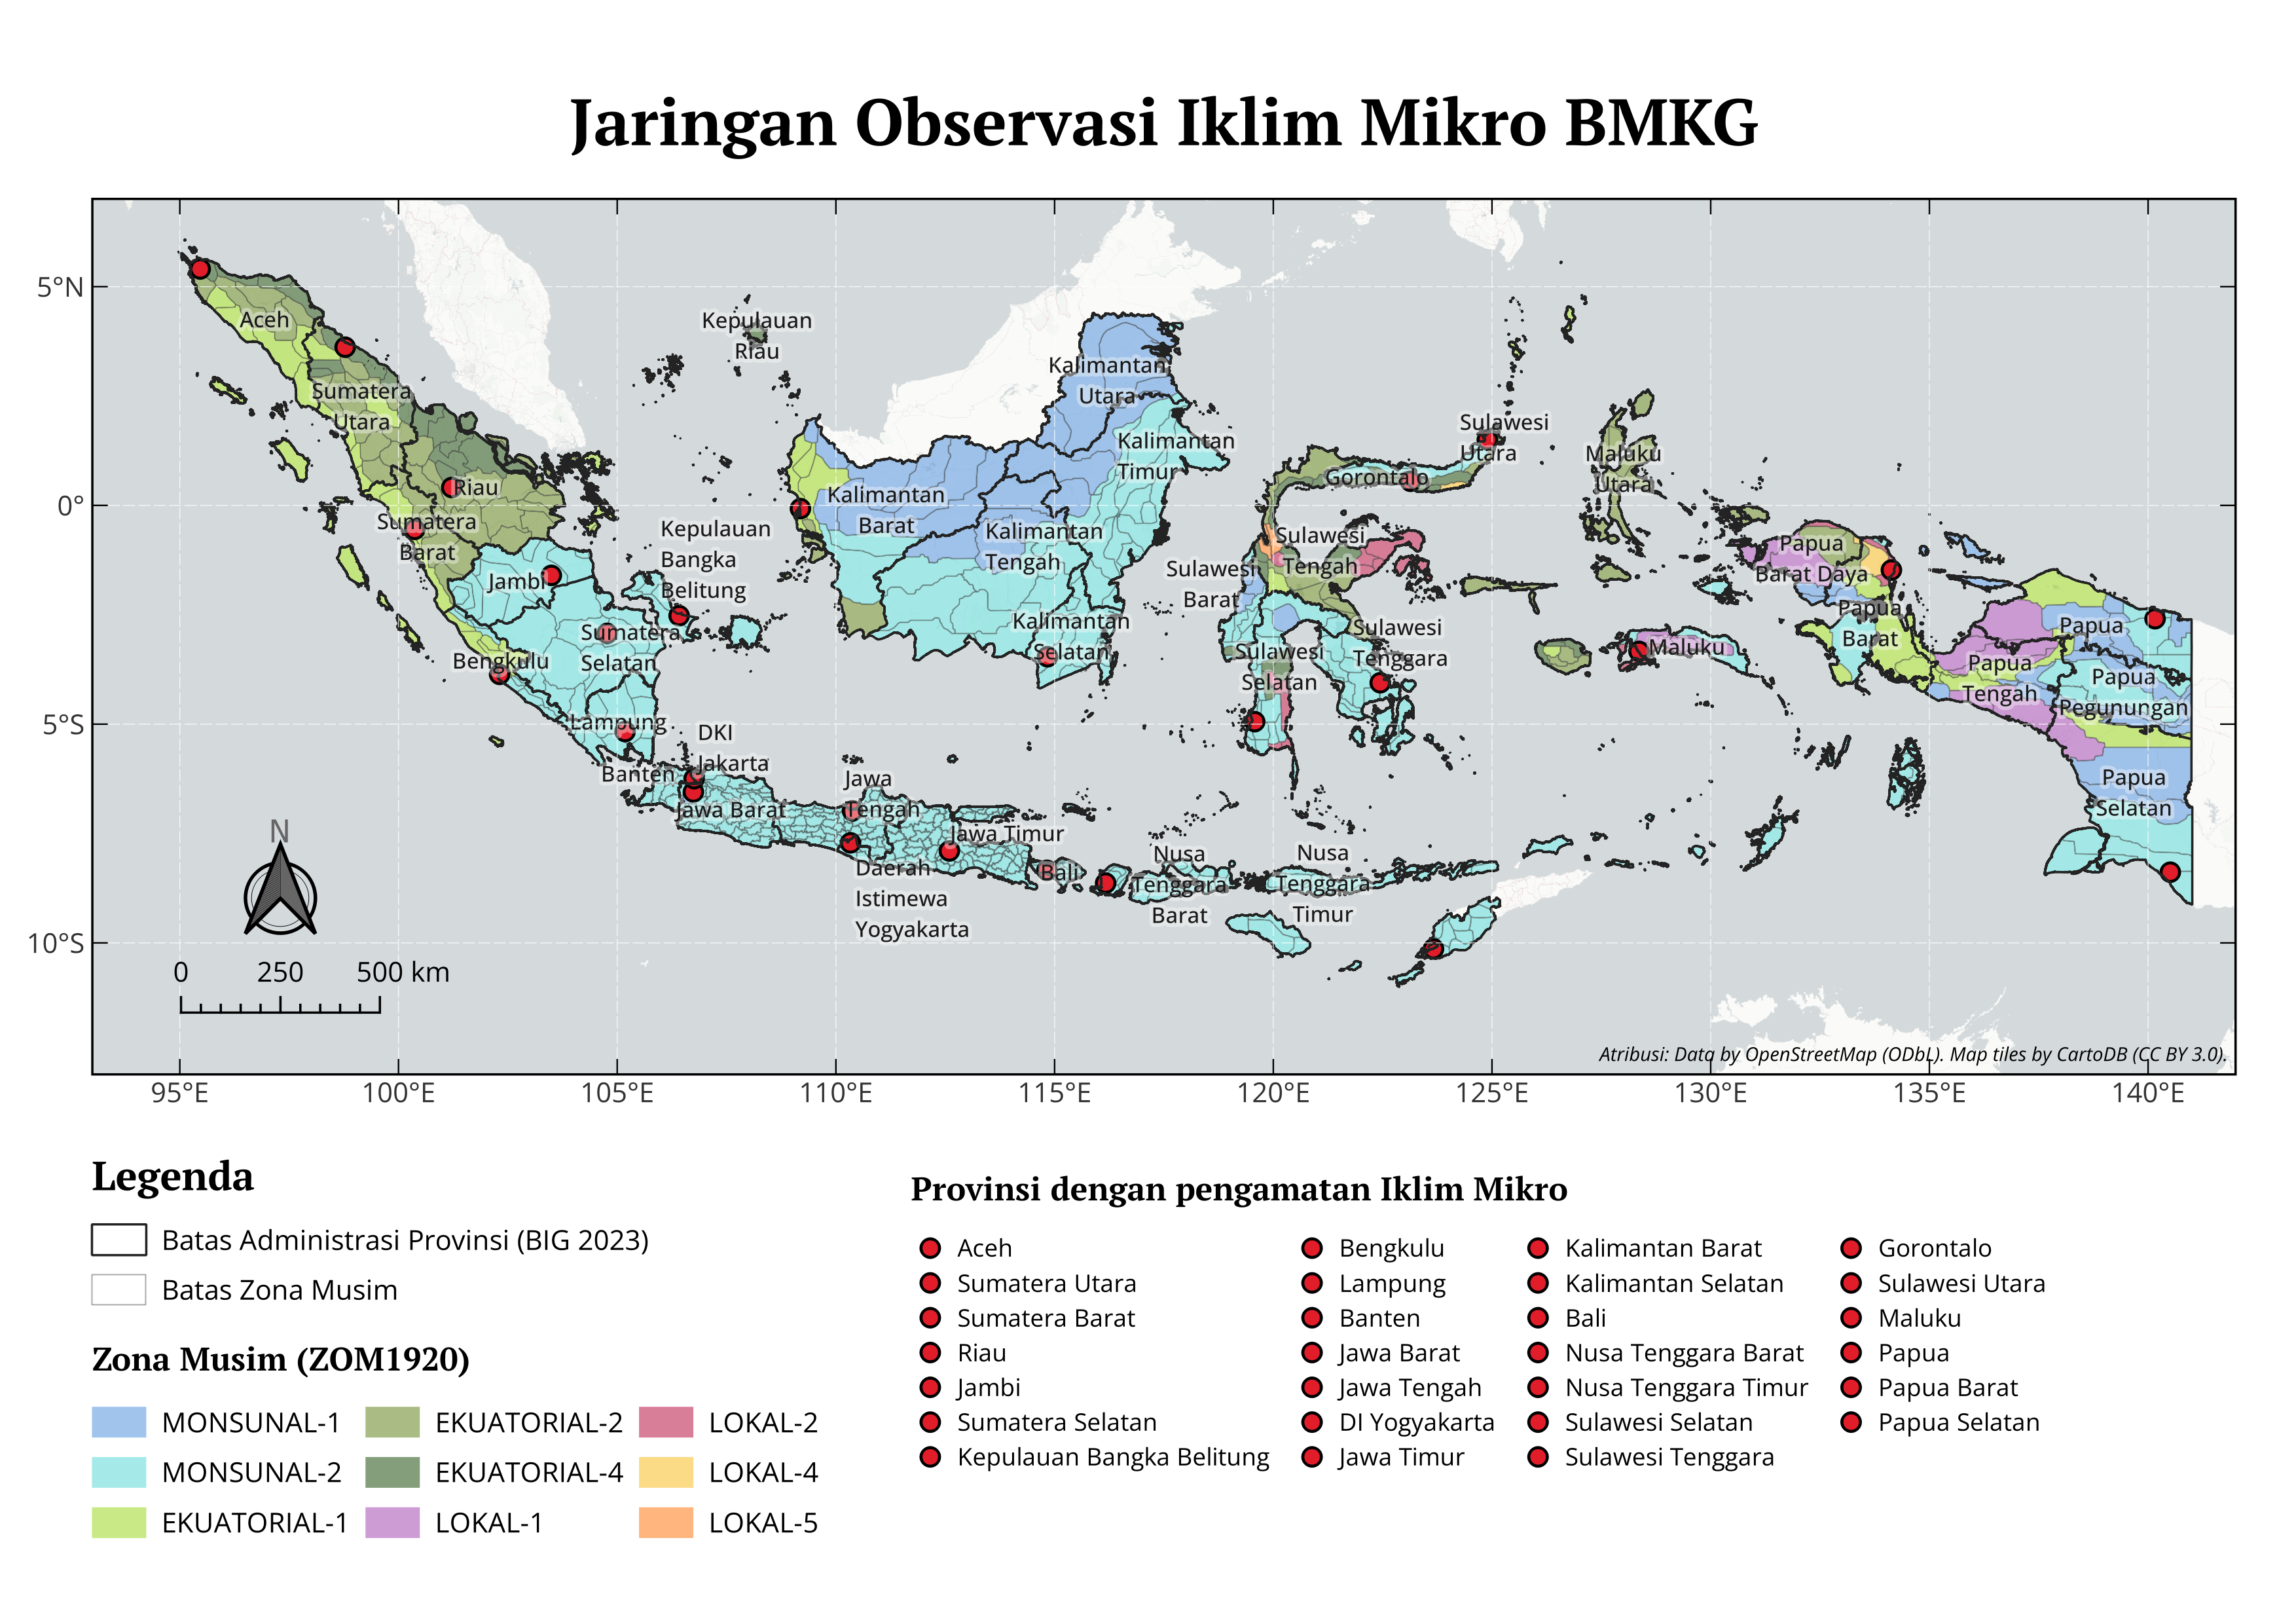 Jaringan Observasi Iklim Mikro BMKG
5°N
0°
5°S
10°S
Aceh
Sumatera
Utara
Riau
Sumatera
Barat
Jambi
Bengkulu
Sumatera
Selatan
Lampung
Kepulauan
Riau
Kepulauan
Bangka
Belitung
Banten
DKI
Jakarta
Jawa Barat
Jawa
Tengah
Daerah
Istimewa
Yogyakarta
Jawa Timur
Bali
Nusa
Tenggara
Barat
Nusa
Tenggara
Timur
Kalimantan
Barat
Kalimantan
Tengah
Kalimantan
Selatan
Kalimantan
Timur
Kalimantan
Utara
Sulawesi
Utara
Gorontalo
Sulawesi
Tengah
Sulawesi
Barat
Sulawesi
Selatan
Sulawesi
Tenggara
Maluku
Utara
Maluku
Papua
Barat Daya
Papua
Barat
Papua
Papua
Tengah
Papua
Pegunungan
Papua
Selatan
N
0 250 500 km
Atribusi: Data by OpenStreetMap (ODbL). Map tiles by CartoDB (CC BY 3.0).
95°E 100°E 105°E 110°E 115°E 120°E 125°E 130°E 135°E 140°E
Legenda
Batas Administrasi Provinsi (BIG 2023)
Batas Zona Musim
Zona Musim (ZOM1920)
MONSUNAL-1
MONSUNAL-2
EKUATORIAL-1
EKUATORIAL-2
EKUATORIAL-4
LOKAL-1
LOKAL-2
LOKAL-4
LOKAL-5
Provinsi dengan pengamatan Iklim Mikro
Aceh
Sumatera Utara
Sumatera Barat
Riau
Jambi
Sumatera Selatan
Kepulauan Bangka Belitung
Bengkulu
Lampung
Banten
Jawa Barat
Jawa Tengah
DI Yogyakarta
Jawa Timur
Kalimantan Barat
Kalimantan Selatan
Bali
Nusa Tenggara Barat
Nusa Tenggara Timur
Sulawesi Selatan
Sulawesi Tenggara
Gorontalo
Sulawesi Utara
Maluku
Papua
Papua Barat
Papua Selatan